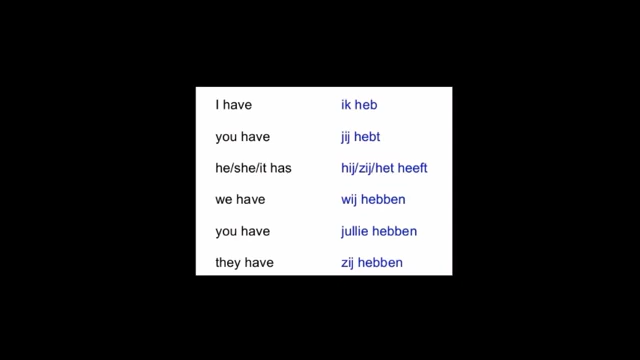 I have ik heb
you have jij hebt
he/she/it has hij/zij/het heeft
we have wij hebben
you have jullie hebben
they have zij hebben